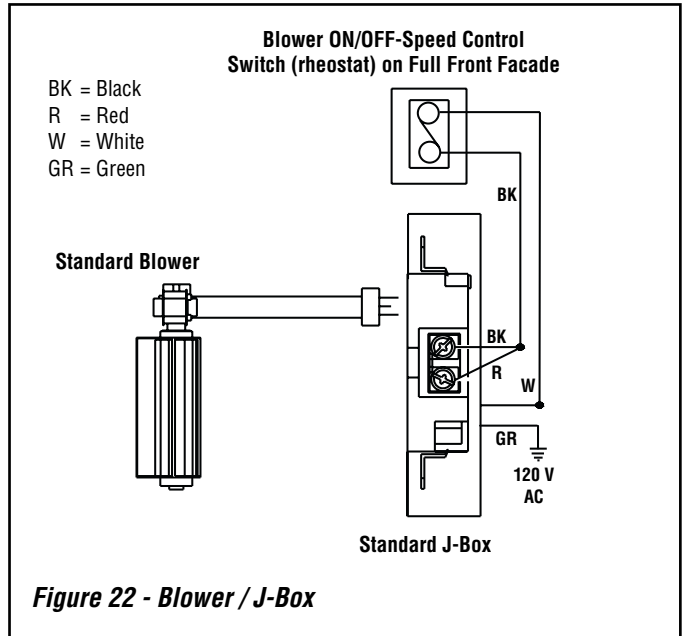 Blower ON/OFF-Speed Control
Switch (rheostat) on Full Front Facade
BK = Black
R = Red
W = White
GR = Green
BK
Standard Blower
BK
R
W
GR
120 V
AC
Standard J-Box
Figure 22 - Blower / J-Box